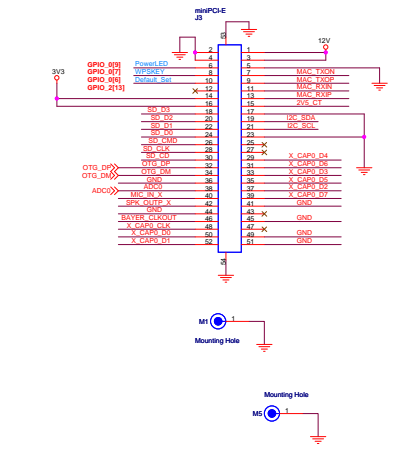 miniPCI-E
J3
53
12V
2 1
4 3
GPIO_0[9] PowerLED 6 5
GPIO_0[7] WPSKEY 8 7 MAC_TXON
3V3 GPIO_0[6] Default_Set 10 9 MAC_TXOP
GPIO_2[13] 12 11 MAC_RXIN
14 13 MAC_RXIP
16 15 2V5_CT
SD_D3 18 17
SD_D2 20 19 I2C_SDA
SD_D1 22 21 I2C_SCL
SD_D0 24 23
SD_CMD 26 25
SD_CLK 28 27
SD_CD 30 29 X_CAP0_D4
OTG_DP OTG_DP 32 31 X_CAP0_D6
OTG_DM OTG_DM 34 33 X_CAP0_D3
GND 36 35 X_CAP0_D5
ADC0 ADC0 38 37 X_CAP0_D2
MIC_IN_X 40 39 X_CAP0_D7
SPK_OUTP_X 42 41 GND
GND 44 43
BAYER_CLKOUT 46 45 GND
X_CAP0_CLK 48 47
X_CAP0_D0 50 49 GND
X_CAP0_D1 52 51 GND
54
M1 1
Mounting Hole
Mounting Hole
M5 1